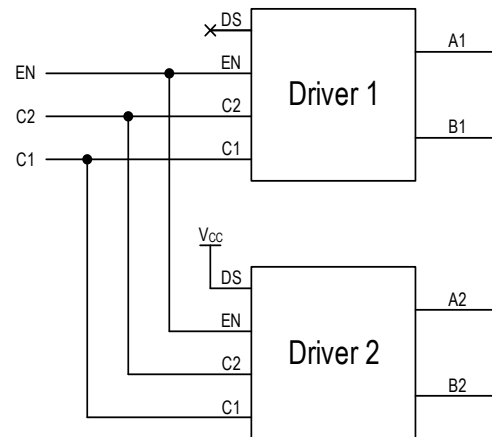 DS
A1
EN
EN
C2
C2
Driver 1
B1
C1
C1
VCC
DS
A2
EN
Driver 2
C2
B2
C1